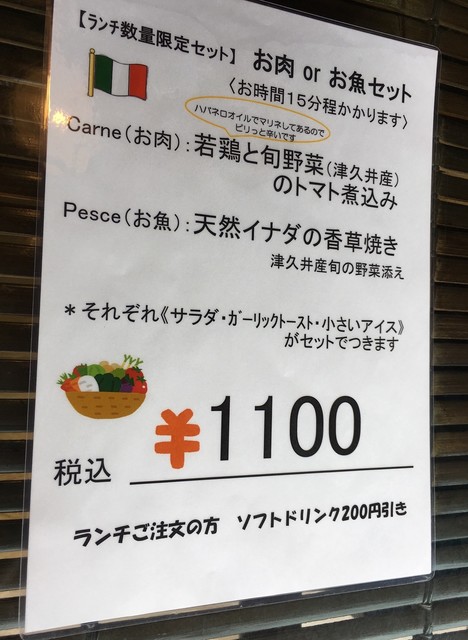 【ランチ数量限定セット】 お肉 or お魚セット
〈お時間15分程かかります〉
ハバネロオイルでマリネしてあるので
ピリっと辛いです
Carne(お肉):若鶏と旬野菜(津久井産)
のトマト煮込み
Pesce(お魚):天然イナダの香草焼き
津久井産旬の野菜添え
*それぞれ《サラダ・ガーリックトースト・小さいアイス》
がセットでつきます
税込 ¥1100
ランチご注文の方 ソフトドリンク200円引き